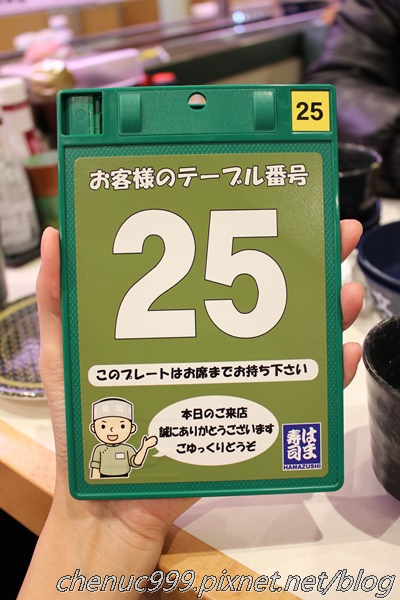 25
お客様のテーブル番号
25
このプレートはお席までお持ち下さい
本日のご来店
誠にありがとうございます
ごゆっくりどうぞ
はま寿司
HAMAZUSHI
chenuc999.pixnet.net/blog